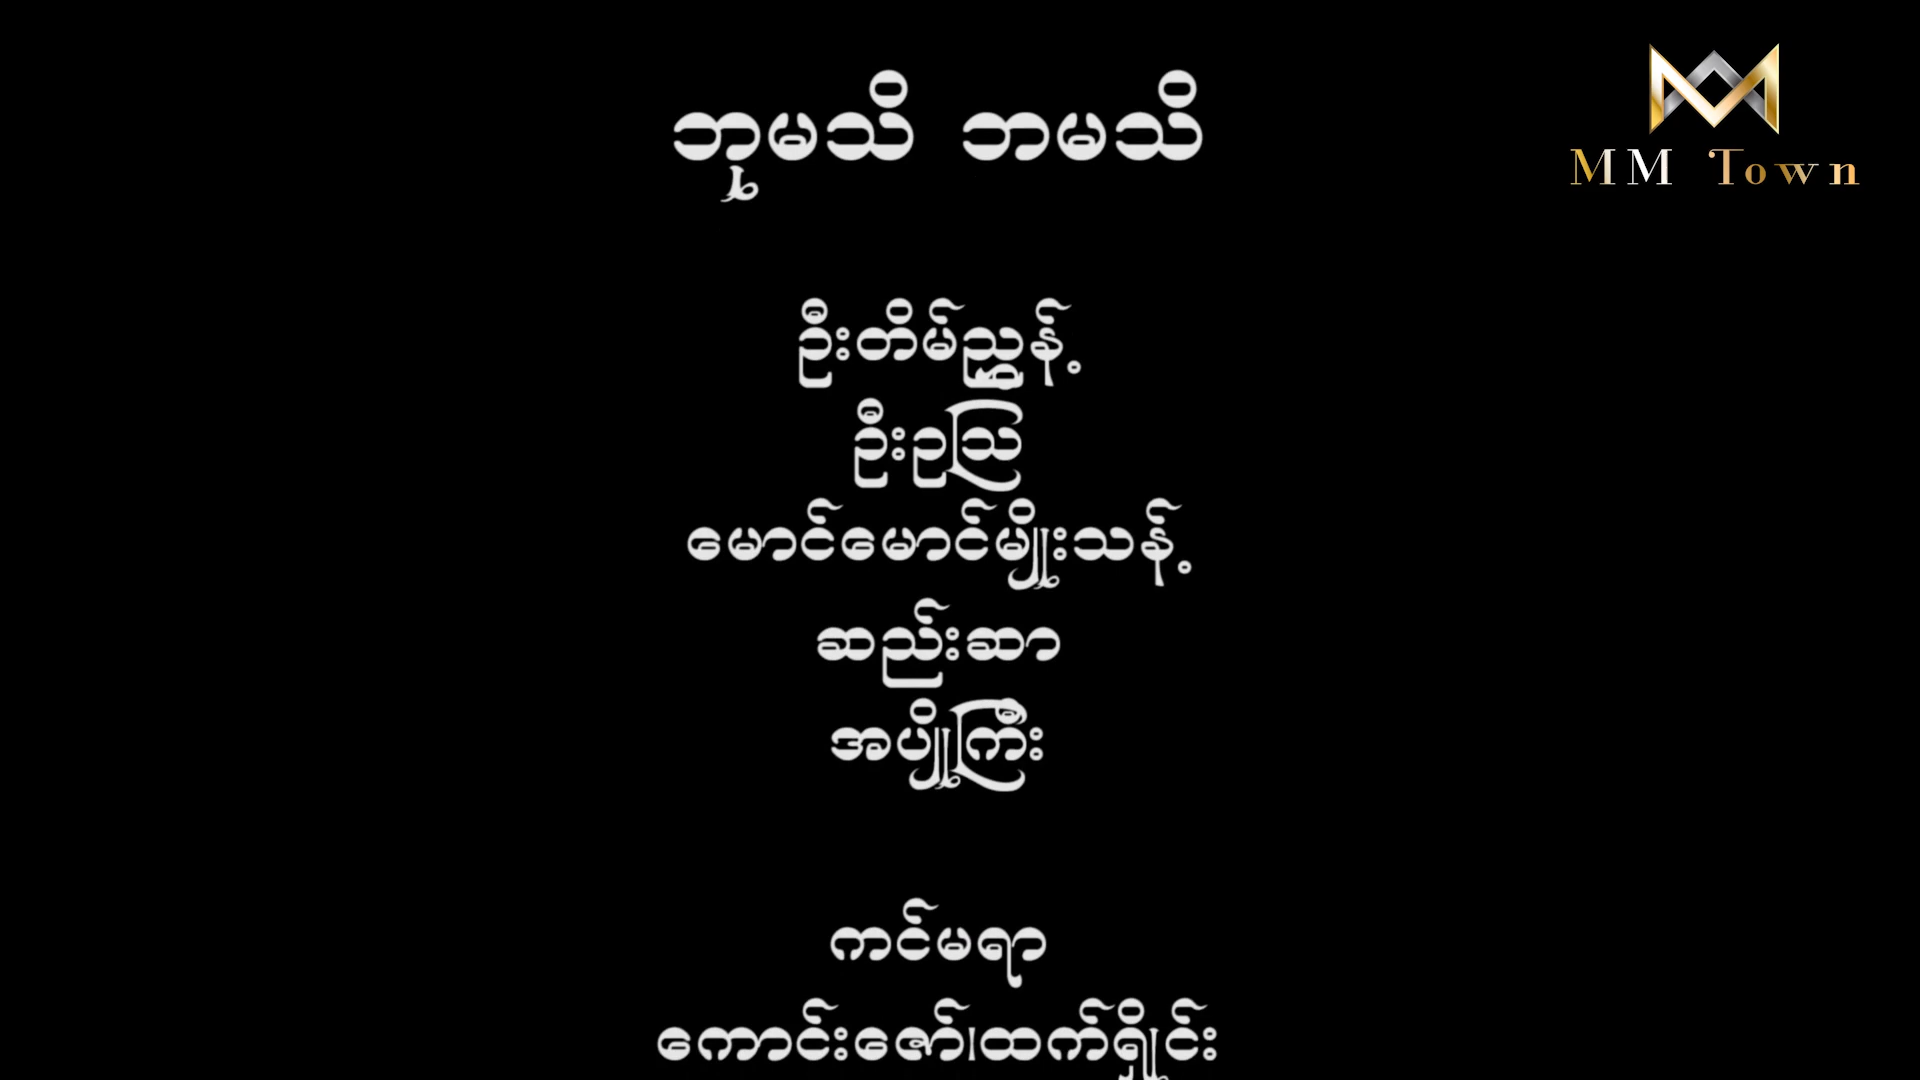 ဘုမသိ ဘမသိ
MM Town
ဦးတိမ်ညွှန့်
ဦးဥဩ
မောင်မောင်မျိုးသန့်
ဆည်းဆာ
အပျိုကြီး
ကင်မရာ
ကောင်းဇော်၊ထက်ရှိုင်း